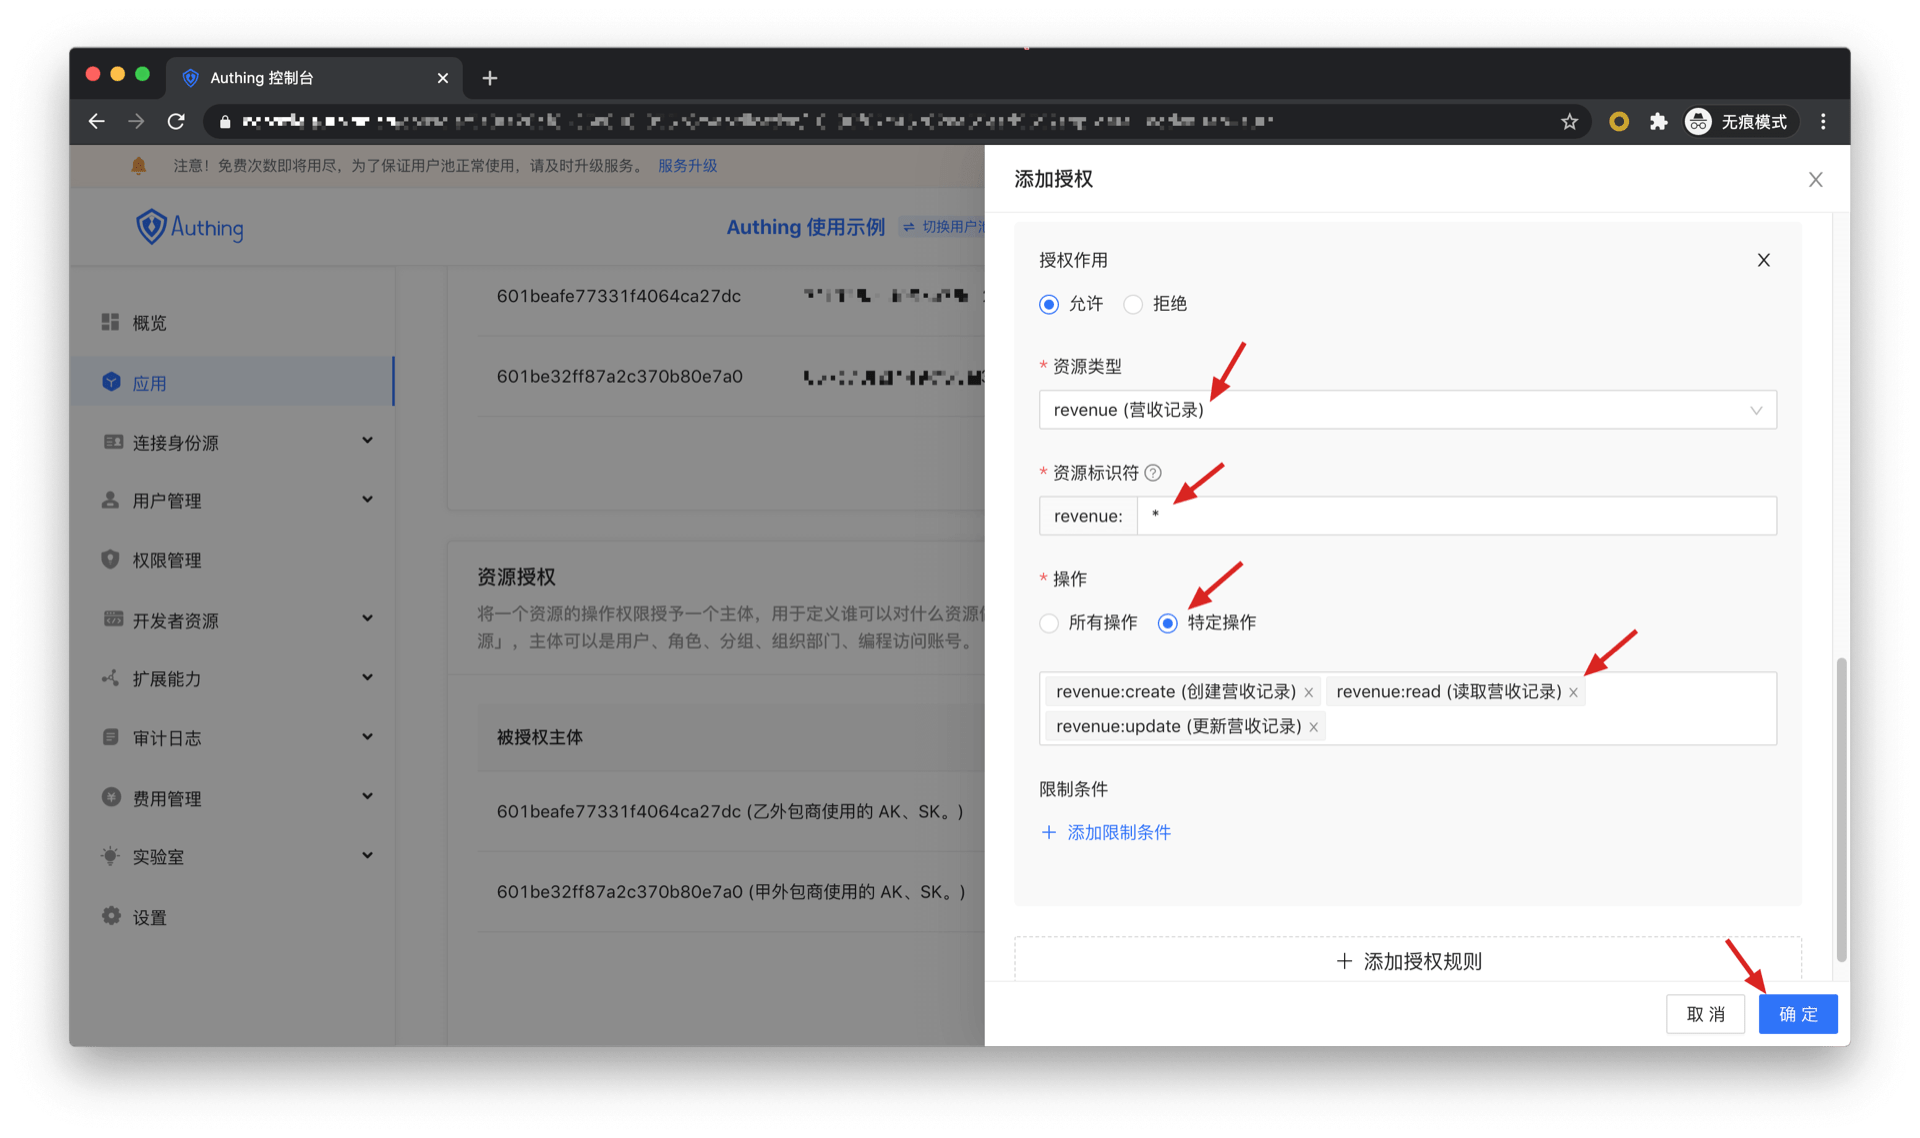 Authing 控制台
无痕模式
注意！免费次数即将用尽，为了保证用户池正常使用，请及时升级服务。 服务升级
Authing
Authing 使用示例
切换用户池
概览
应用
连接身份源
用户管理
权限管理
开发者资源
扩展能力
审计日志
费用管理
实验室
设置
601beafe77331f4064ca27dc
601be32ff87a2c370b80e7a0
资源授权
将一个资源的操作权限授予一个主体，用于定义谁可以对什么资源
源」，主体可以是用户、角色、分组、组织部门、编程访问账号。
被授权主体
601beafe77331f4064ca27dc (乙外包商使用的 AK、SK。)
601be32ff87a2c370b80e7a0 (甲外包商使用的 AK、SK。)
添加授权
授权作用
允许 拒绝
* 资源类型
revenue (营收记录)
* 资源标识符
revenue: *
* 操作
所有操作 特定操作
revenue:create (创建营收记录) revenue:read (读取营收记录)
revenue:update (更新营收记录)
限制条件
+ 添加限制条件
+ 添加授权规则
取 消 确 定